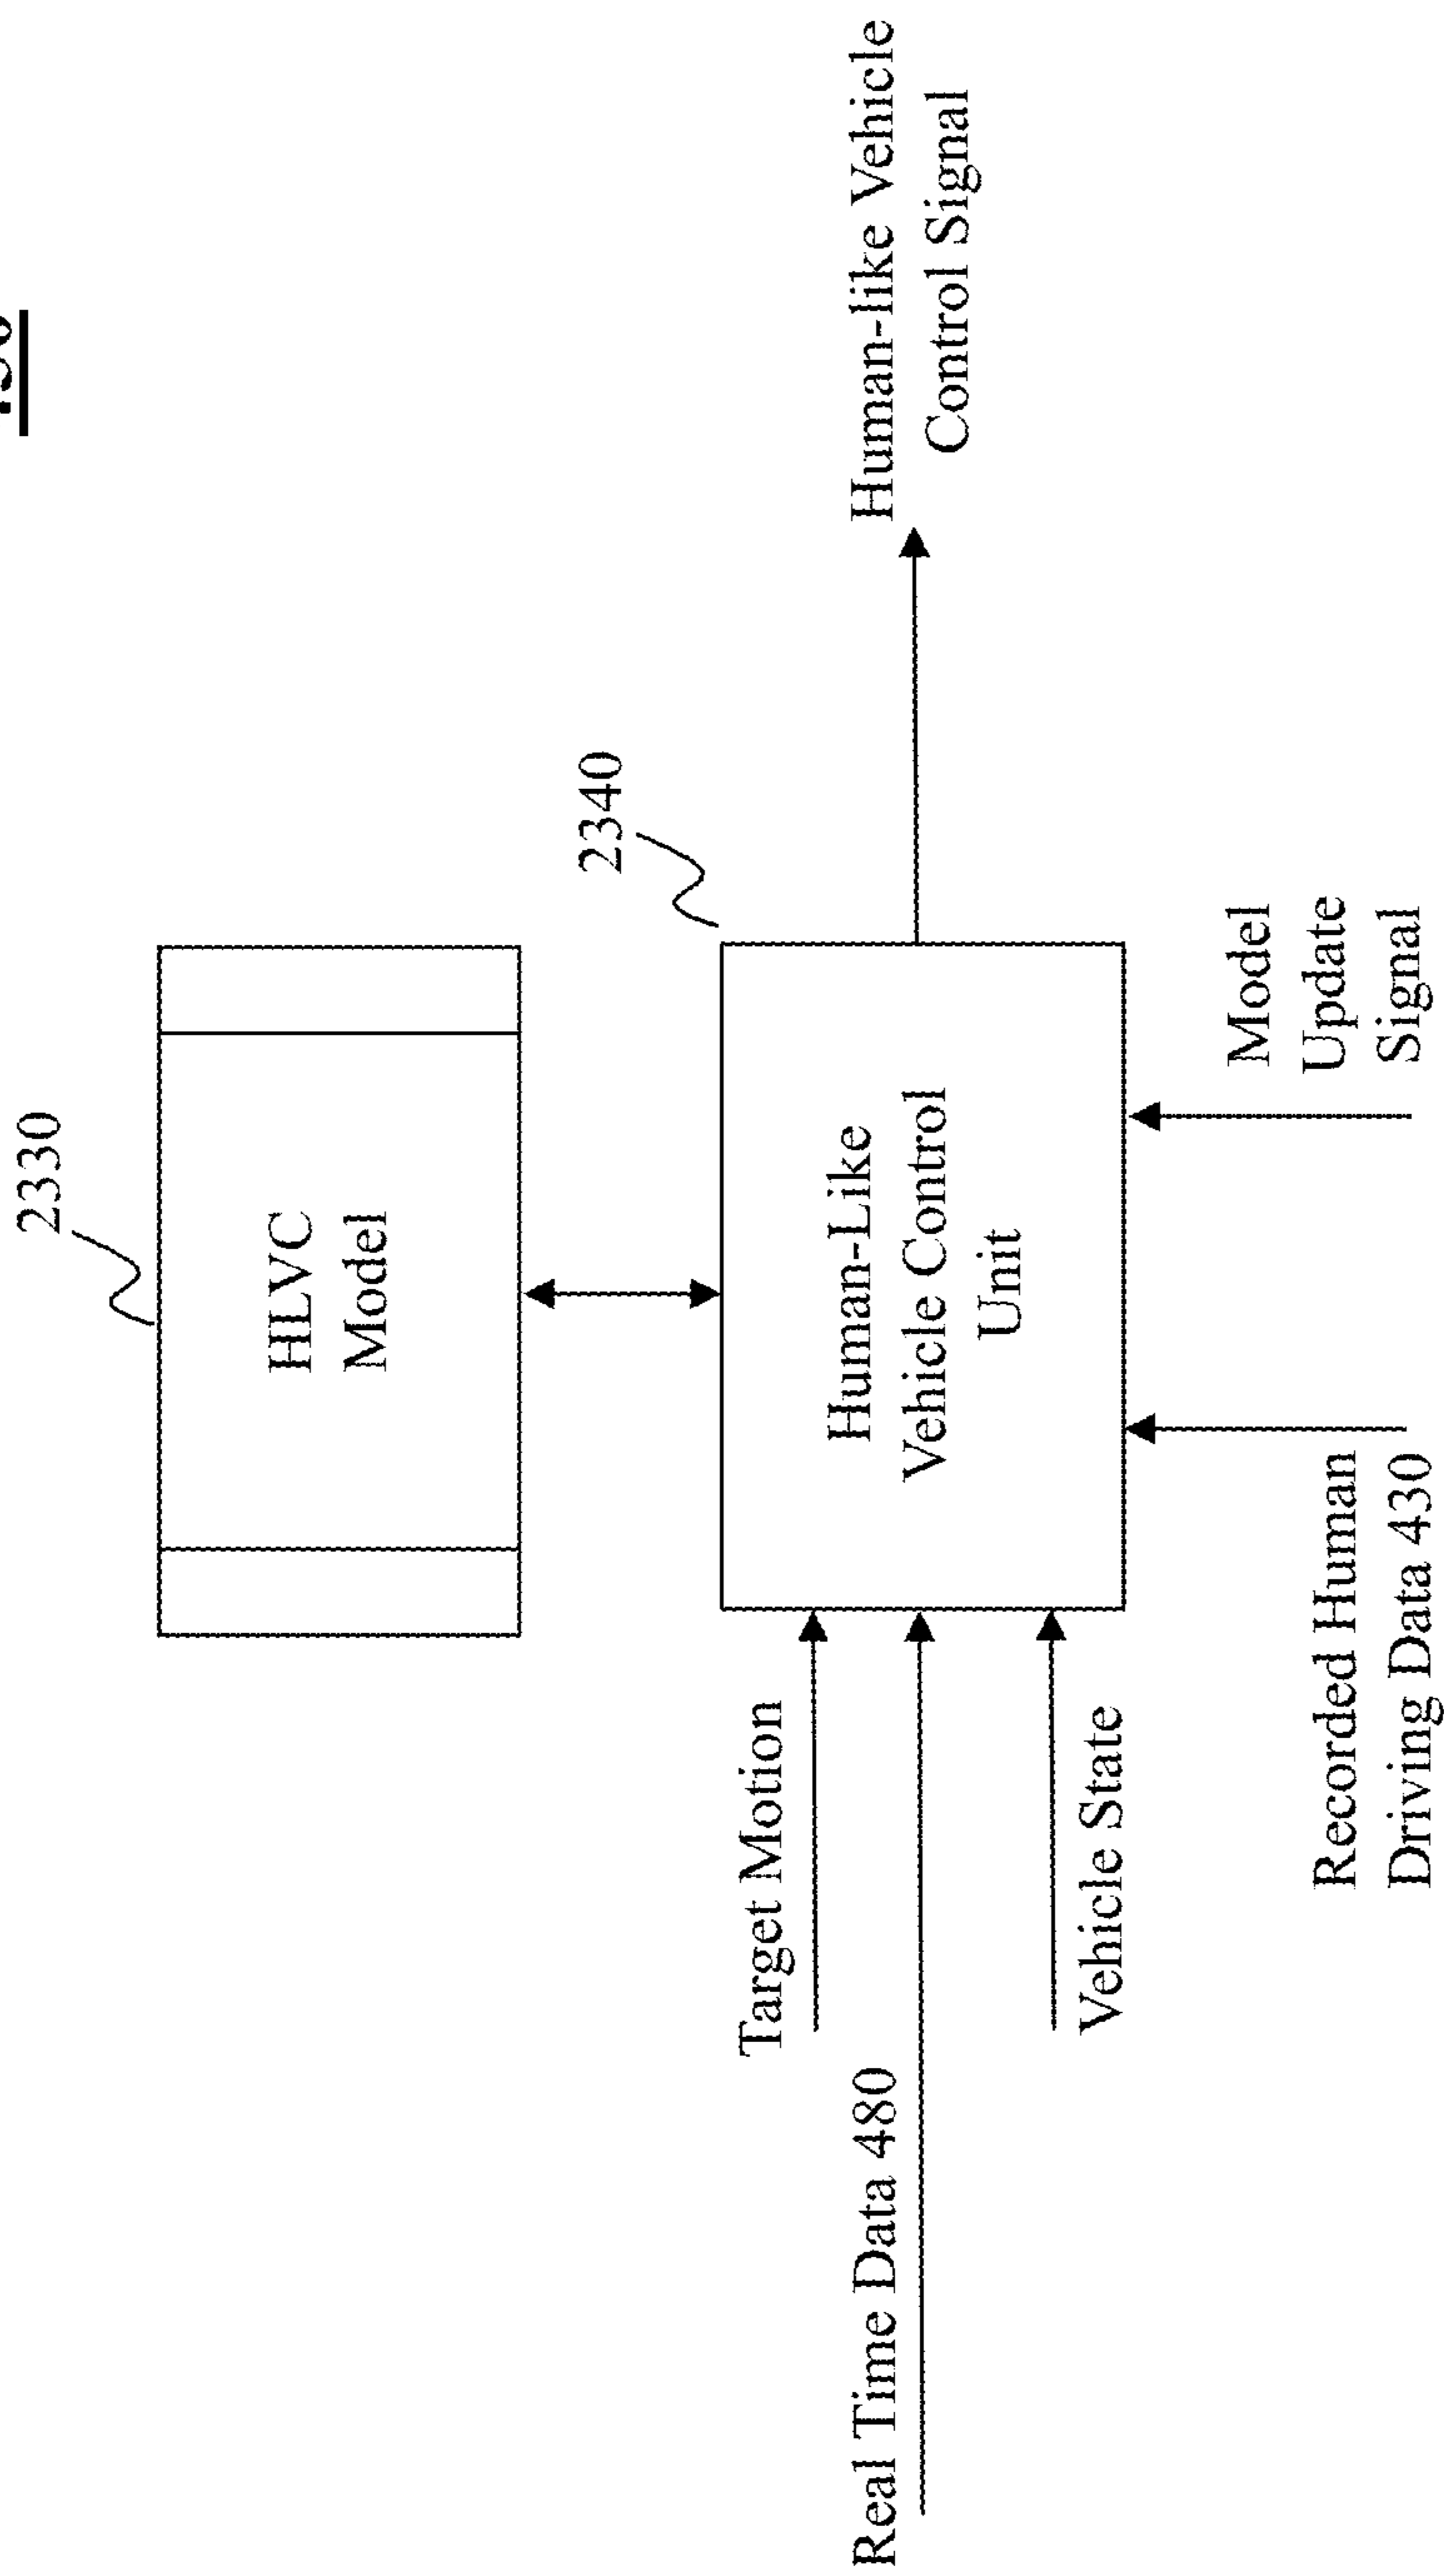 2330
HLVC
Model
2340
Target Motion
Human-Like
Vehicle Control
Unit
Human-like Vehicle
Control Signal
Real Time Data 480
Vehicle State
Recorded Human
Driving Data 430
Model
Update
Signal